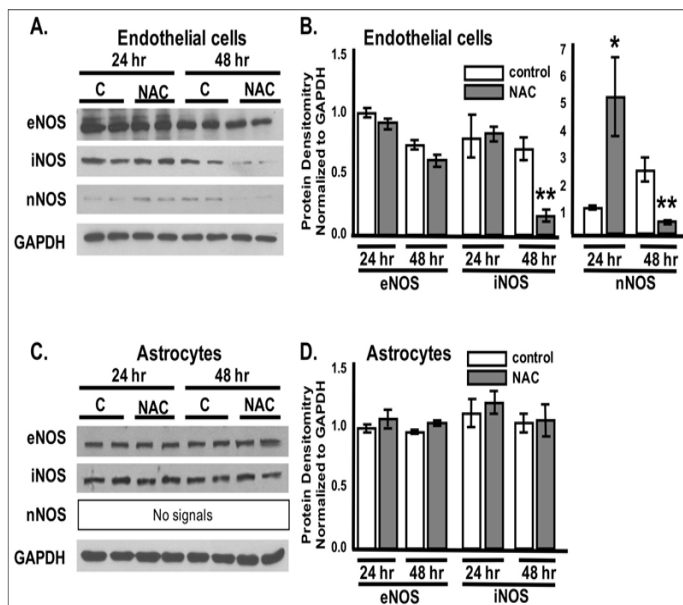 A.
Endothelial cells
24 hr 48 hr
C NAC C NAC
eNOS
iNOS
nNOS
GAPDH
B.
Endothelial cells
control
NAC
Protein Densitomitry
Normalized to GAPDH
1.5
1.0
0.5
0.0
**
24 hr 48 hr 24 hr 48 hr
eNOS iNOS
7
6
5
4
3
2
1
*
**
24 hr 48 hr
nNOS
C.
Astrocytes
24 hr 48 hr
C NAC C NAC
eNOS
iNOS
nNOS No signals
GAPDH
D.
Astrocytes
control
NAC
Protein Densitomitry
Normalized to GAPDH
1.5
1.0
0.5
0.0
24 hr 48 hr 24 hr 48 hr
eNOS iNOS